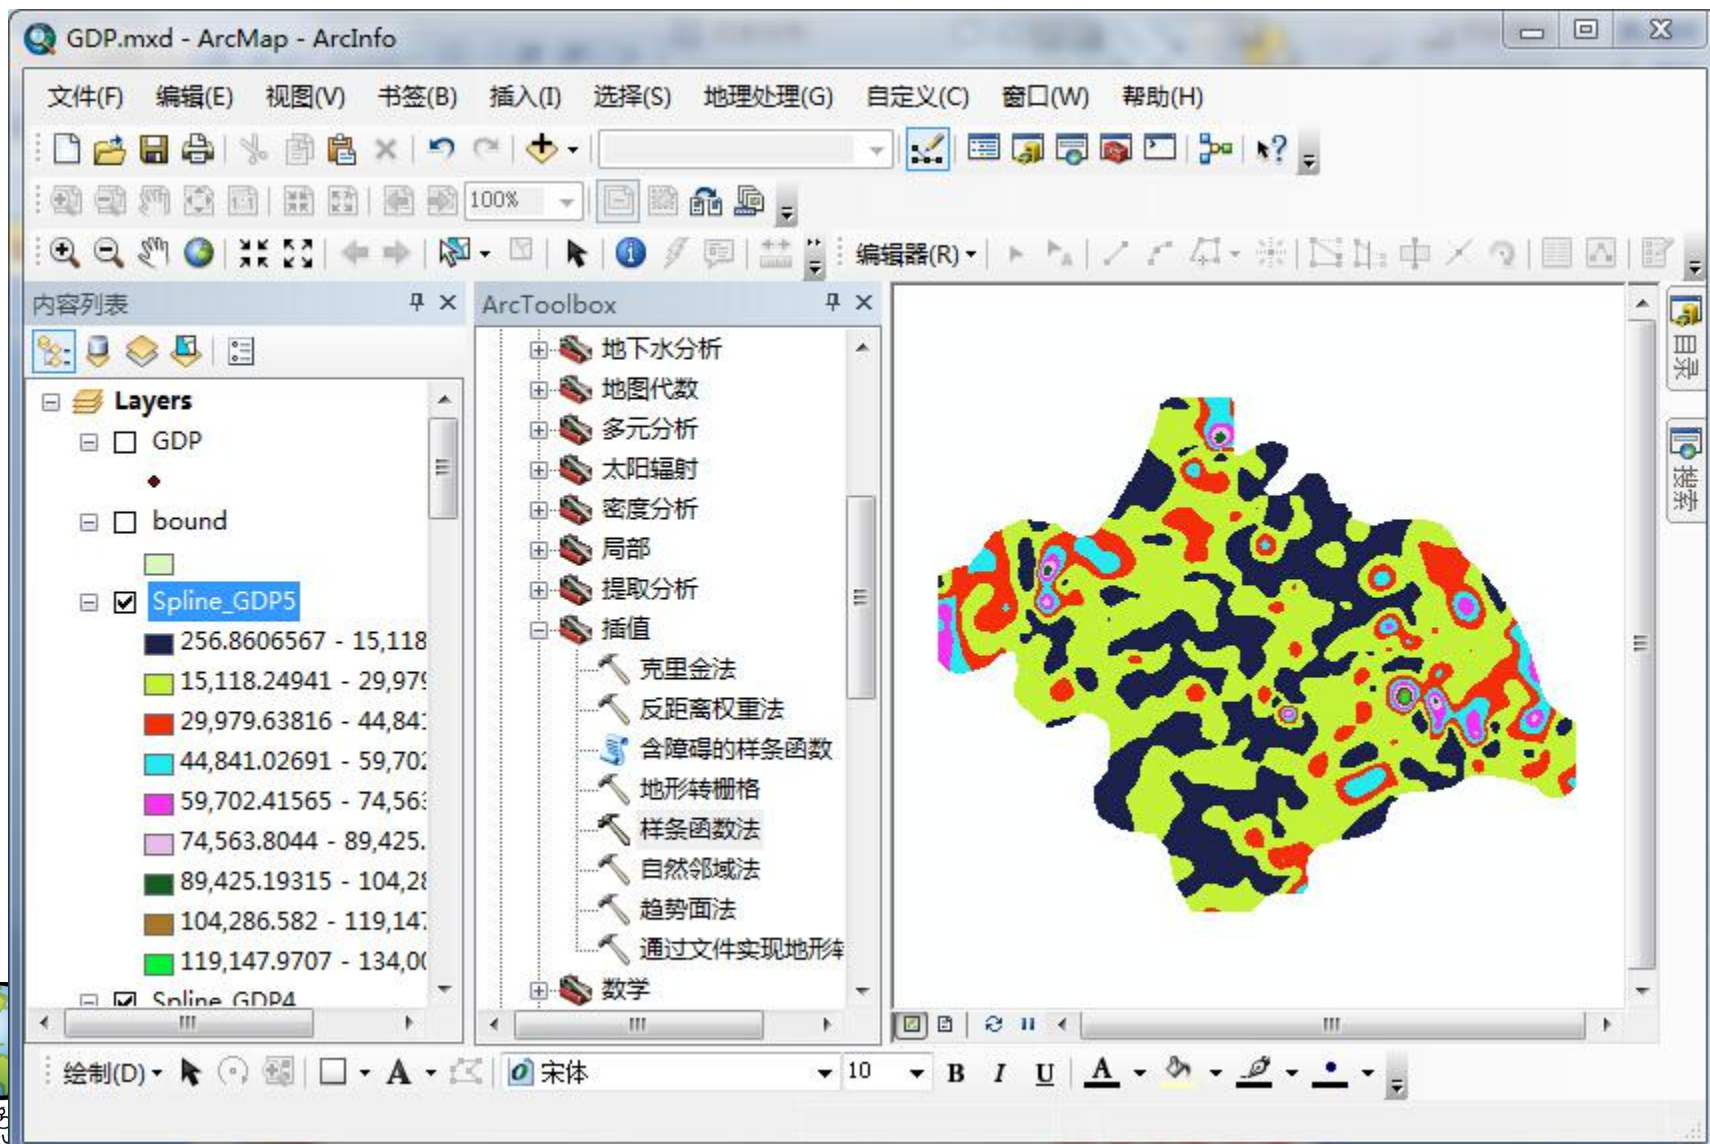 GDP.mxd - ArcMap - ArcInfo
文件(F) 编辑(E) 视图(V) 书签(B) 插入(I) 选择(S) 地理处理(G) 自定义(C) 窗口(W) 帮助(H)
100%
编辑器(R)
内容列表
Layers
GDP
bound
Spline_GDP5
256.8606567 - 15,118
15,118.24941 - 29,979
29,979.63816 - 44,841
44,841.02691 - 59,702
59,702.41565 - 74,563
74,563.8044 - 89,425.
89,425.19315 - 104,28
104,286.582 - 119,147.
119,147.9707 - 134,00
Spline_GDP4
ArcToolbox
地下水分析
地图代数
多元分析
太阳辐射
密度分析
局部
提取分析
插值
克里金法
反距离权重法
含障碍的样条函数
地形转栅格
样条函数法
自然邻域法
趋势面法
通过文件实现地形转
数学
目录
搜索
绘制(D) A 宋体 10 B I U A